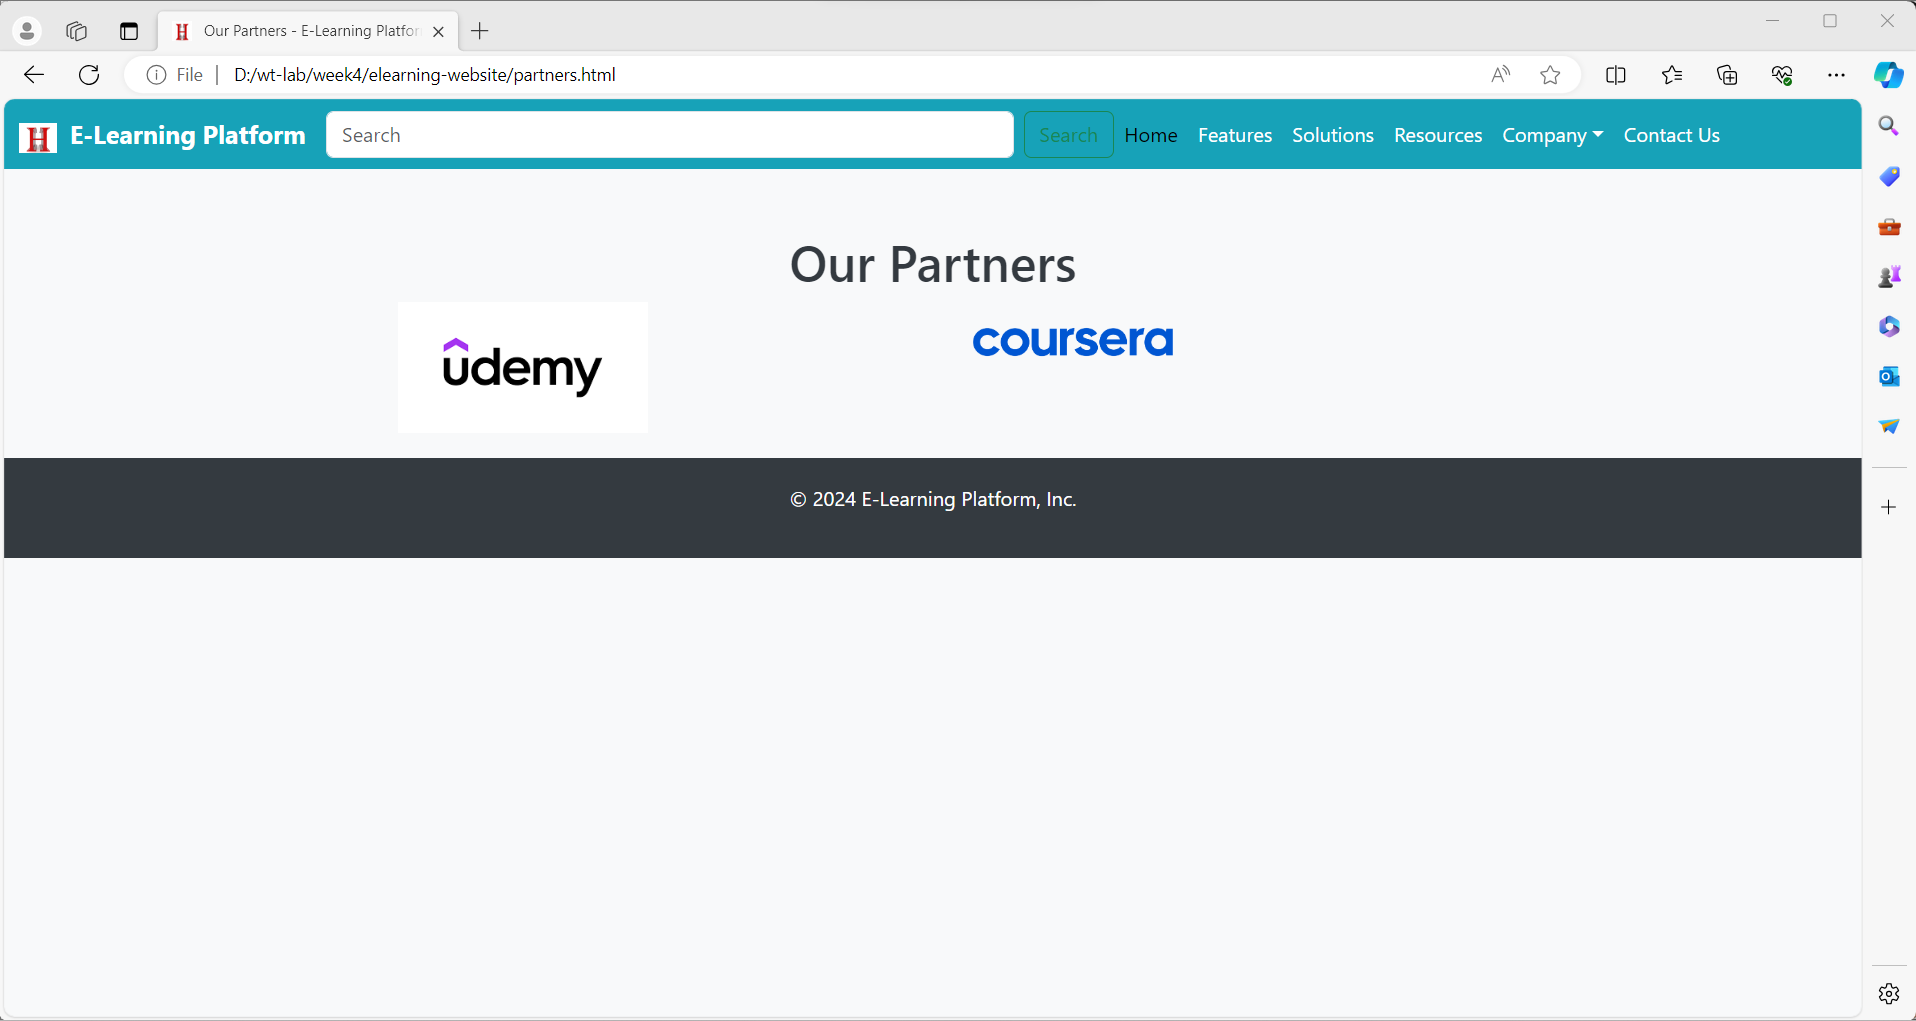 Our Partners - E-Learning Platfor
File
D:/wt-lab/week4/elearning-website/partners.html
H E-Learning Platform Search Search Home Features Solutions Resources Company Contact Us
Our Partners
udemy
coursera
© 2024 E-Learning Platform, Inc.